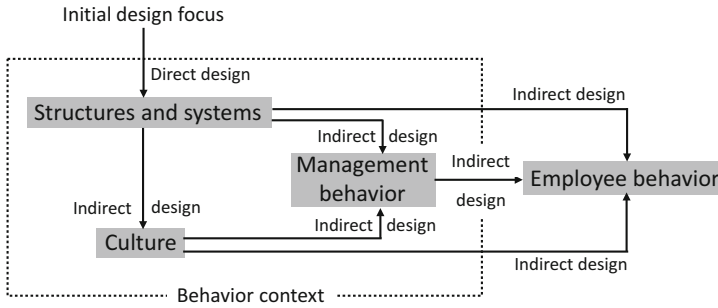 Initial design focus
Direct design
Structures and systems
Indirect design
Indirect design
Management
behavior
Indirect
design
Employee behavior
Indirect design
Indirect design
Culture
Indirect design
Behavior context